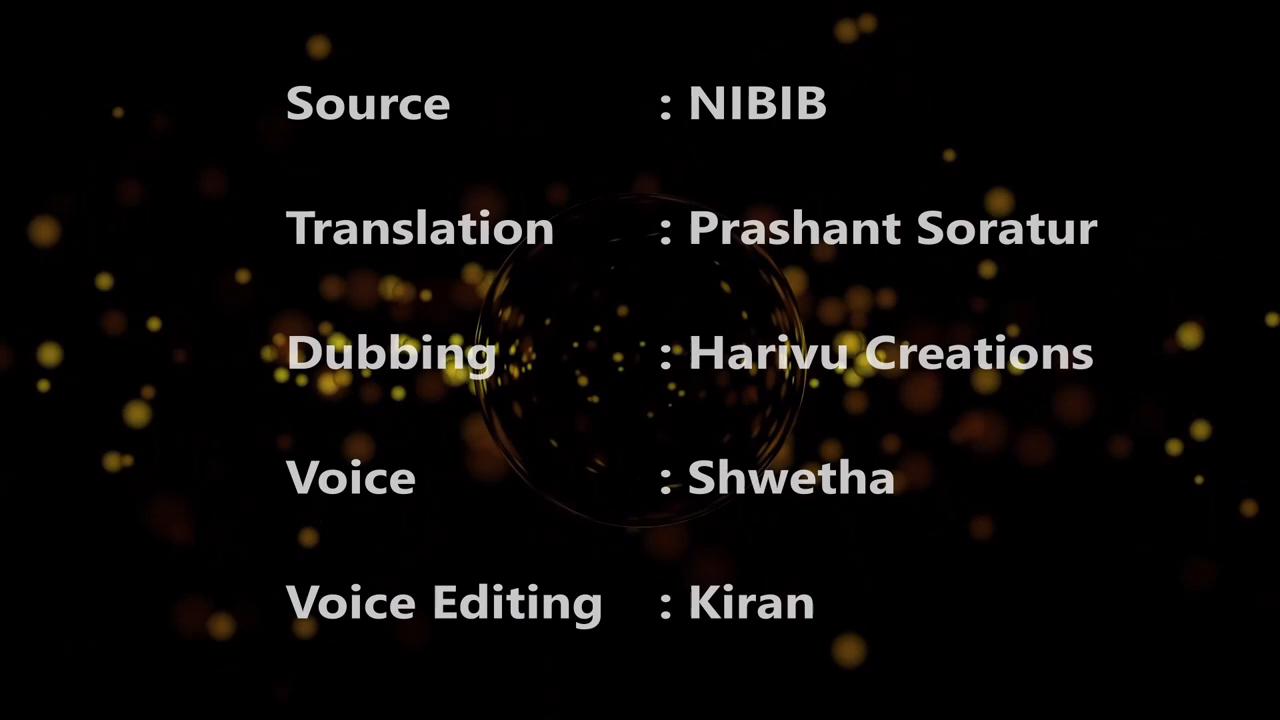 Source : NIBIB
Translation : Prashant Soratur
Dubbing : Harivu Creations
Voice : Shwetha
Voice Editing : Kiran